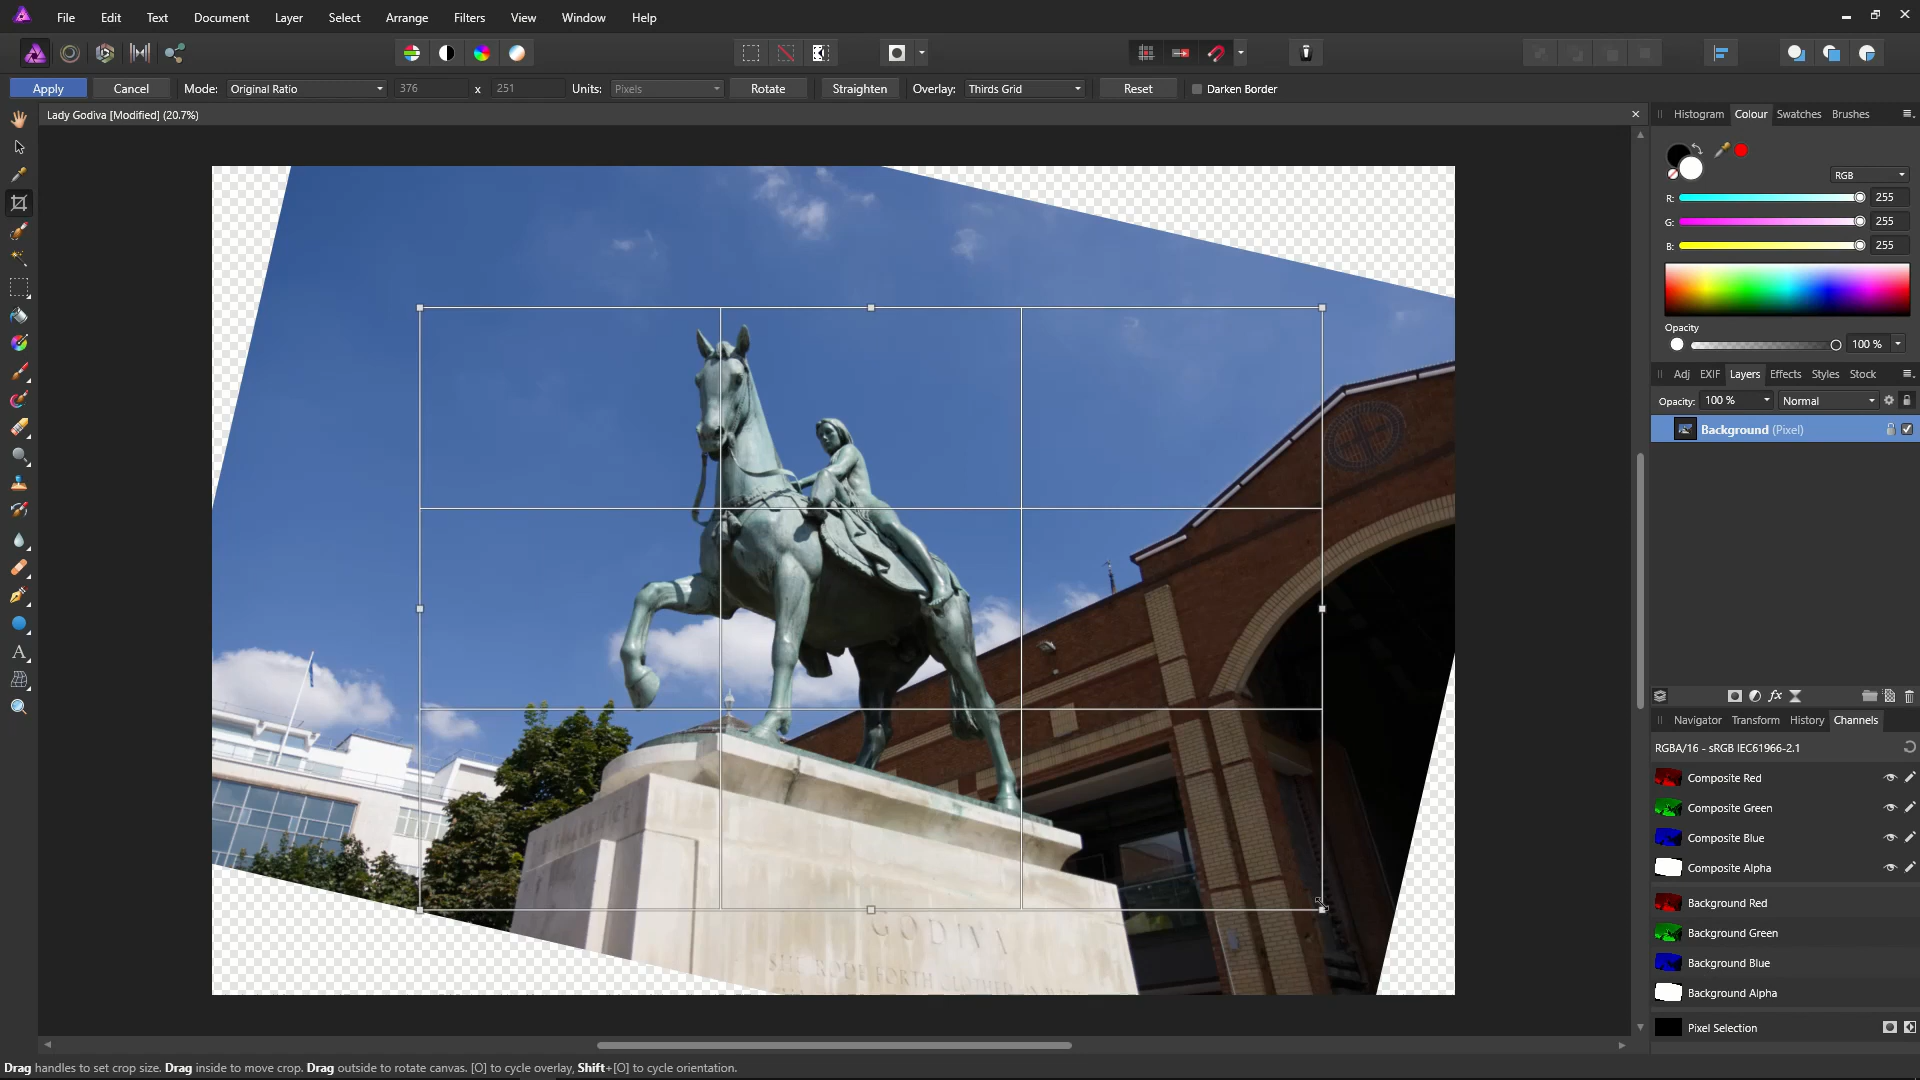 File Edit Text Document Layer Select Arrange Filters View Window Help
Apply Cancel Mode: Original Ratio 376 x 251 Units: Pixels Rotate Straighten Overlay: Thirds Grid Reset Darken Border
Lady Godiva [Modified] (20.7%)
Histogram Colour Swatches Brushes
RGB
R: 255
G: 255
B: 255
Opacity
100 %
Adj EXIF Layers Effects Styles Stock
Opacity: 100 % Normal
Background (Pixel)
fx
Navigator Transform History Channels
RGBA/16 - sRGB IEC61966-2.1
Composite Red
Composite Green
Composite Blue
Composite Alpha
Background Red
Background Green
Background Blue
Background Alpha
Pixel Selection
GODIVA
Drag handles to set crop size. Drag inside to move crop. Drag outside to rotate canvas. [O] to cycle overlay, Shift+[O] to cycle orientation.